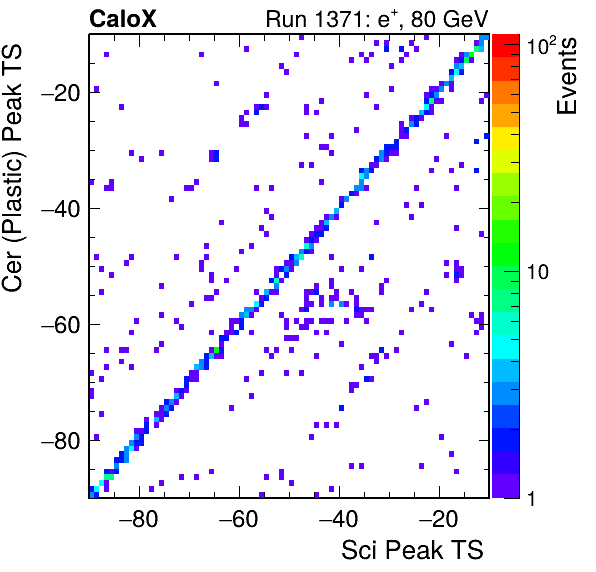 CaloX Run 1371: e⁺, 80 GeV
Cer (Plastic) Peak TS
−20
−40
−60
−80
−80 −60 −40 −20
Sci Peak TS
10²
10
1
Events